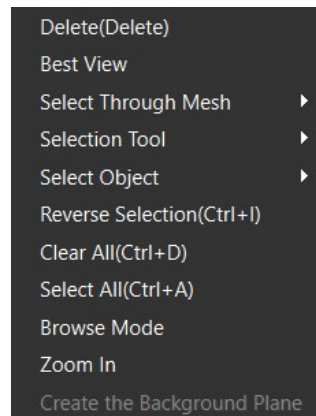 Delete(Delete)
Best View
Select Through Mesh
Selection Tool
Select Object
Reverse Selection(Ctrl+I)
Clear All(Ctrl+D)
Select All(Ctrl+A)
Browse Mode
Zoom In
Create the Background Plane